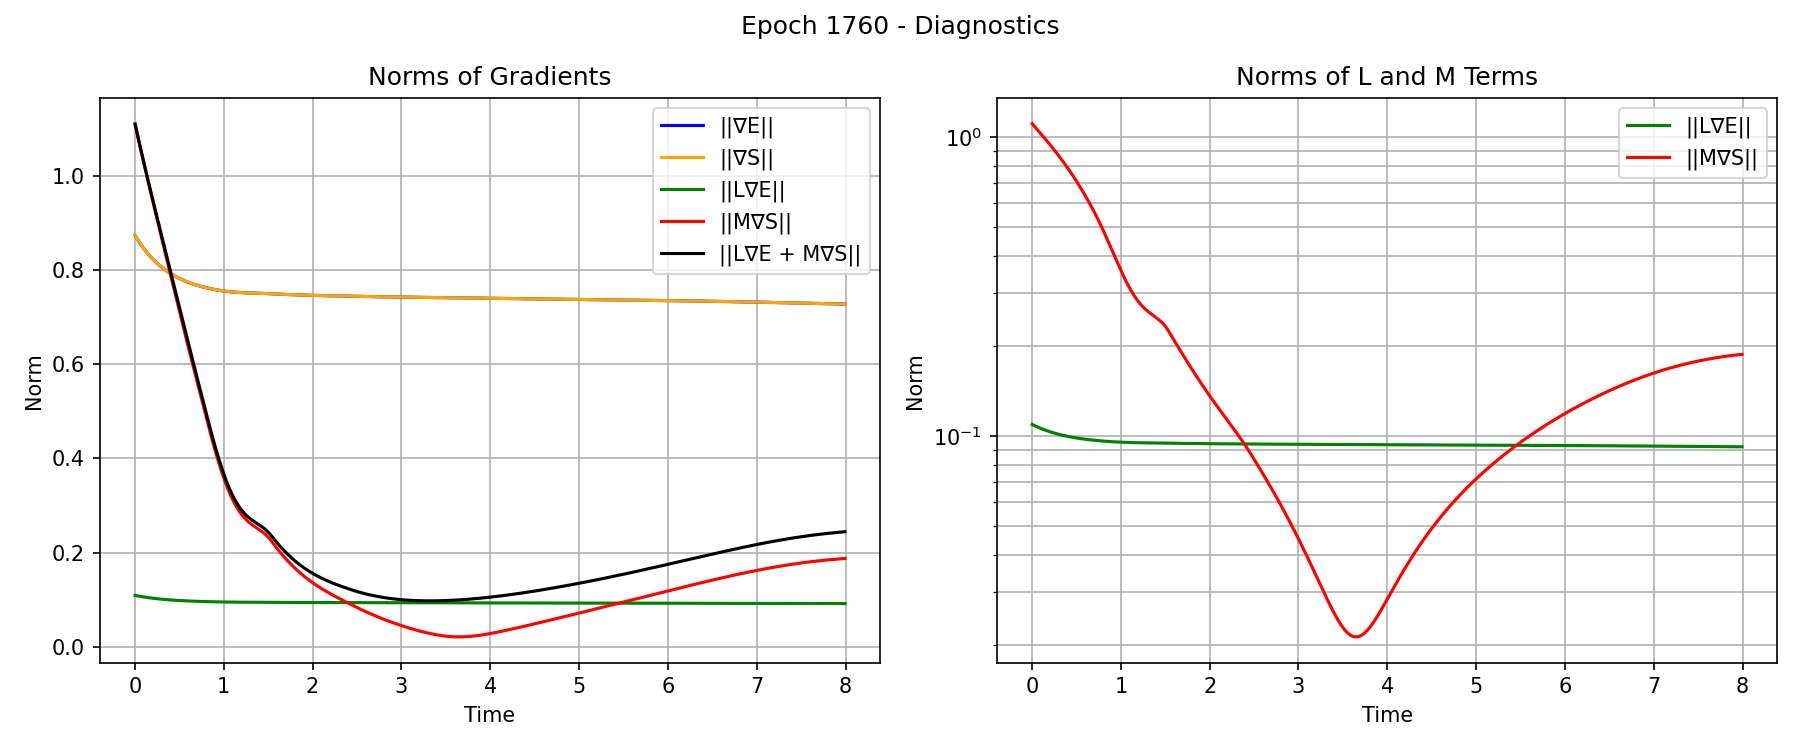 Epoch 1760 - Diagnostics
Norms of Gradients
Norm
1.0
0.8
0.6
0.4
0.2
0.0
||∇E||
||∇S||
||L∇E||
||M∇S||
||L∇E + M∇S||
0 1 2 3 4 5 6 7 8
Time
Norms of L and M Terms
Norm
10⁰
10⁻¹
||L∇E||
||M∇S||
0 1 2 3 4 5 6 7 8
Time